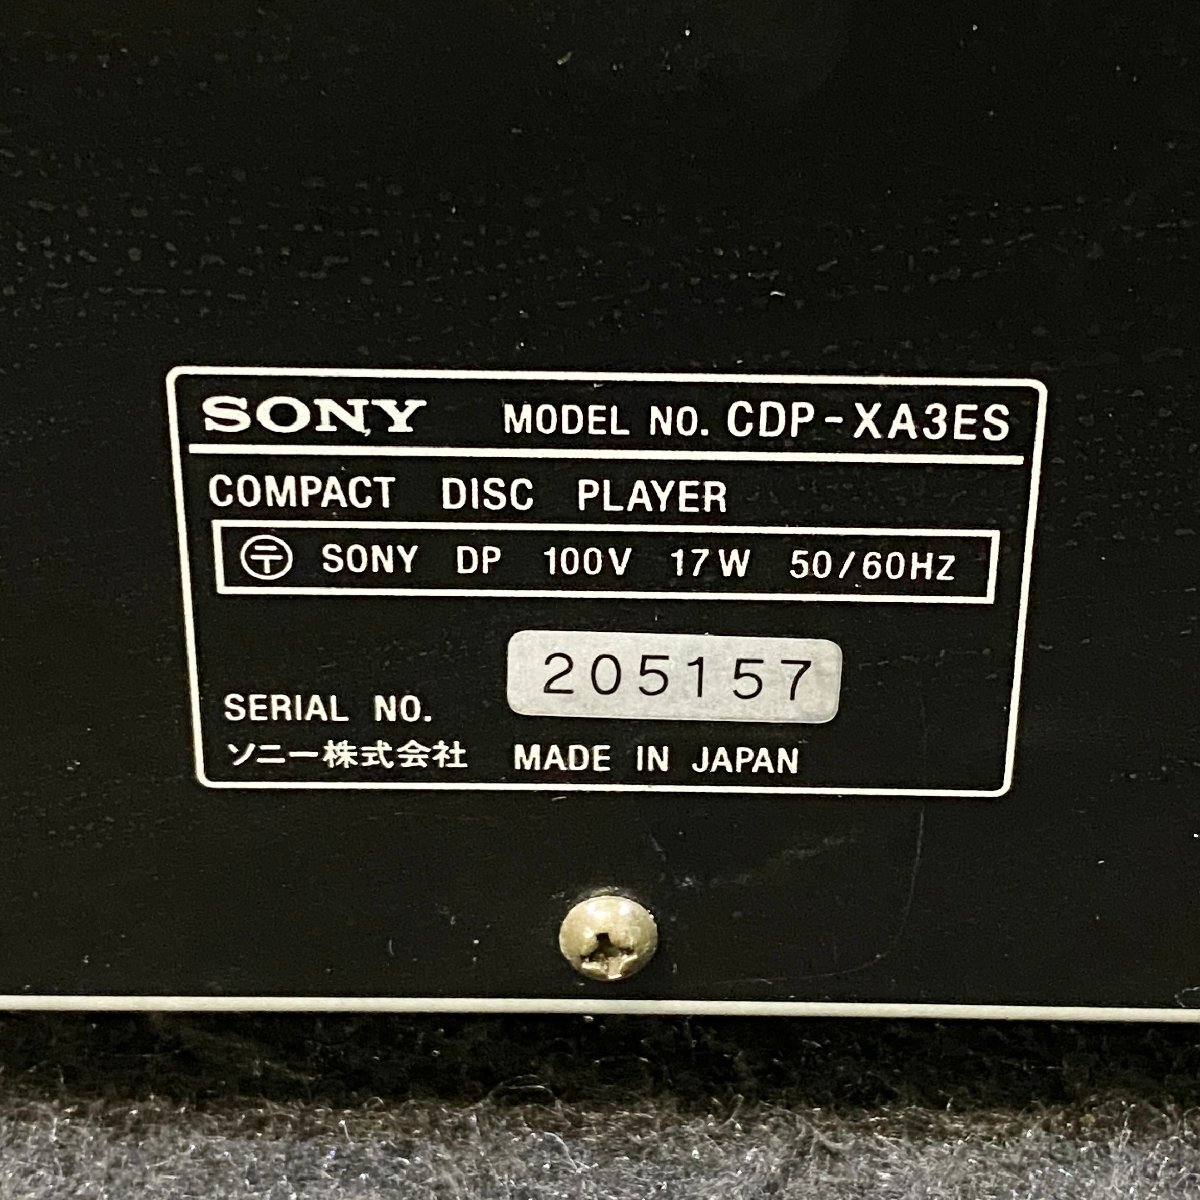 SONY MODEL NO. CDP-XA3ES
COMPACT DISC PLAYER
〒 SONY DP 100V 17W 50/60Hz
205157
SERIAL NO.
ソニー株式会社 MADE IN JAPAN